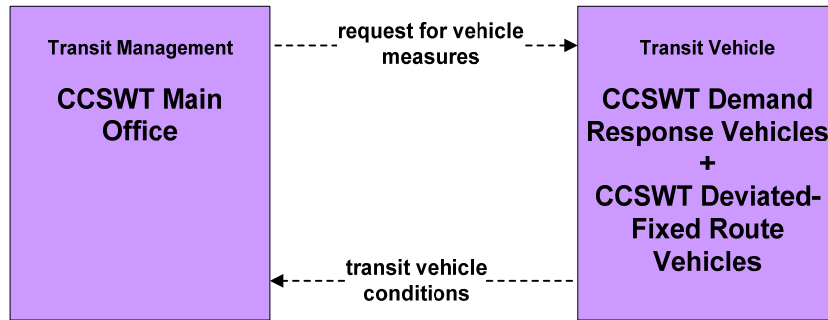 Transit Management
CCSWT Main
Office
request for vehicle
measures
transit vehicle
conditions
Transit Vehicle
CCSWT Demand
Response Vehicles
+
CCSWT Deviated-
Fixed Route
Vehicles